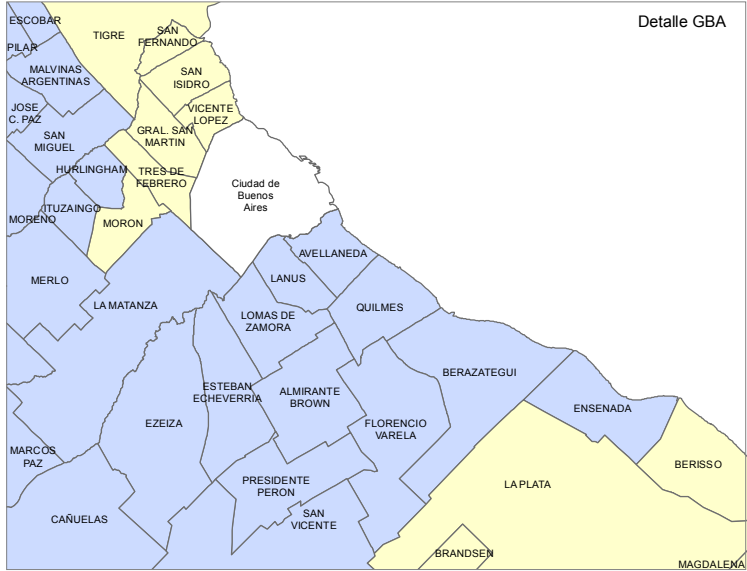 Detalle GBA
ESCOBAR
TIGRE
SAN
FERNANDO
PILAR
MALVINAS
ARGENTINAS
SAN
ISIDRO
JOSE
C. PAZ
VICENTE
LOPEZ
SAN
MIGUEL
GRAL. SAN
MARTIN
HURLINGHAM
TRES DE
FEBRERO
Ciudad de
Buenos
Aires
MORENO
ITUZAINGO
MORON
AVELLANEDA
MERLO
LANUS
LA MATANZA
QUILMES
LOMAS DE
ZAMORA
BERAZATEGUI
ESTEBAN
ECHEVERRIA
ALMIRANTE
BROWN
ENSENADA
EZEIZA
FLORENCIO
VARELA
MARCOS
PAZ
BERISSO
PRESIDENTE
PERON
LA PLATA
CAÑUELAS
SAN
VICENTE
BRANDSEN
MAGDALENA